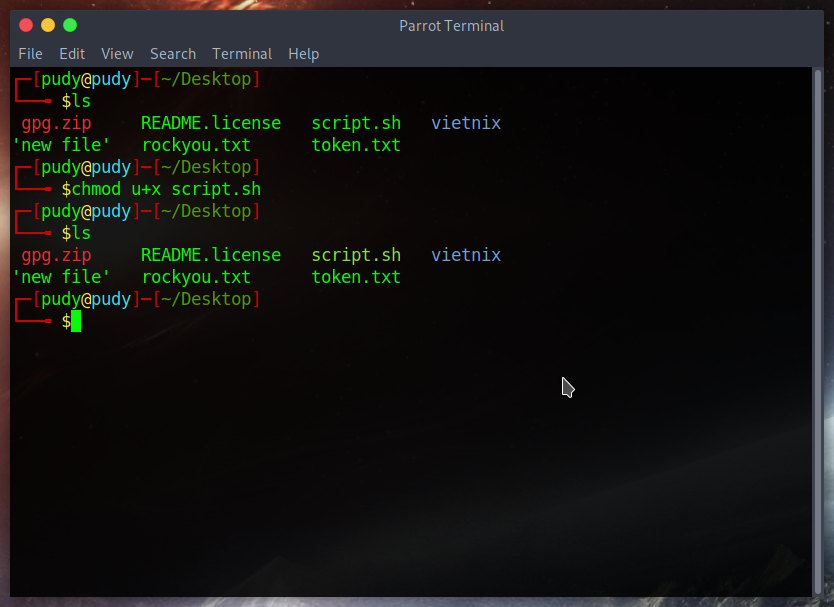 Parrot Terminal
File Edit View Search Terminal Help
┌─[pudy@pudy]─[~/Desktop]
└──╼ $ls
 gpg.zip     README.license   script.sh   vietnix
'new file'   rockyou.txt      token.txt
┌─[pudy@pudy]─[~/Desktop]
└──╼ $chmod u+x script.sh
┌─[pudy@pudy]─[~/Desktop]
└──╼ $ls
 gpg.zip     README.license   script.sh   vietnix
'new file'   rockyou.txt      token.txt
┌─[pudy@pudy]─[~/Desktop]
└──╼ $